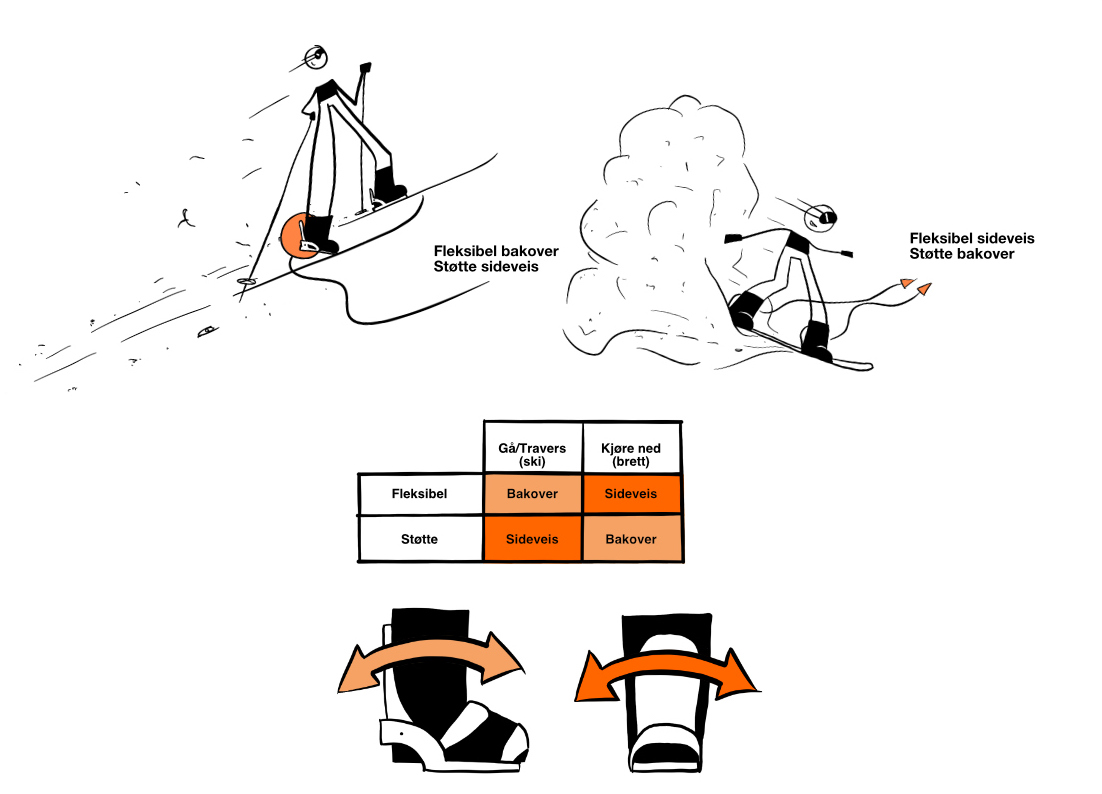 Fleksibel bakover
Støtte sideveis
Fleksibel sideveis
Støtte bakover
Gå/Travers
(ski)
Kjøre ned
(brett)
Fleksibel
Bakover
Sideveis
Støtte
Sideveis
Bakover